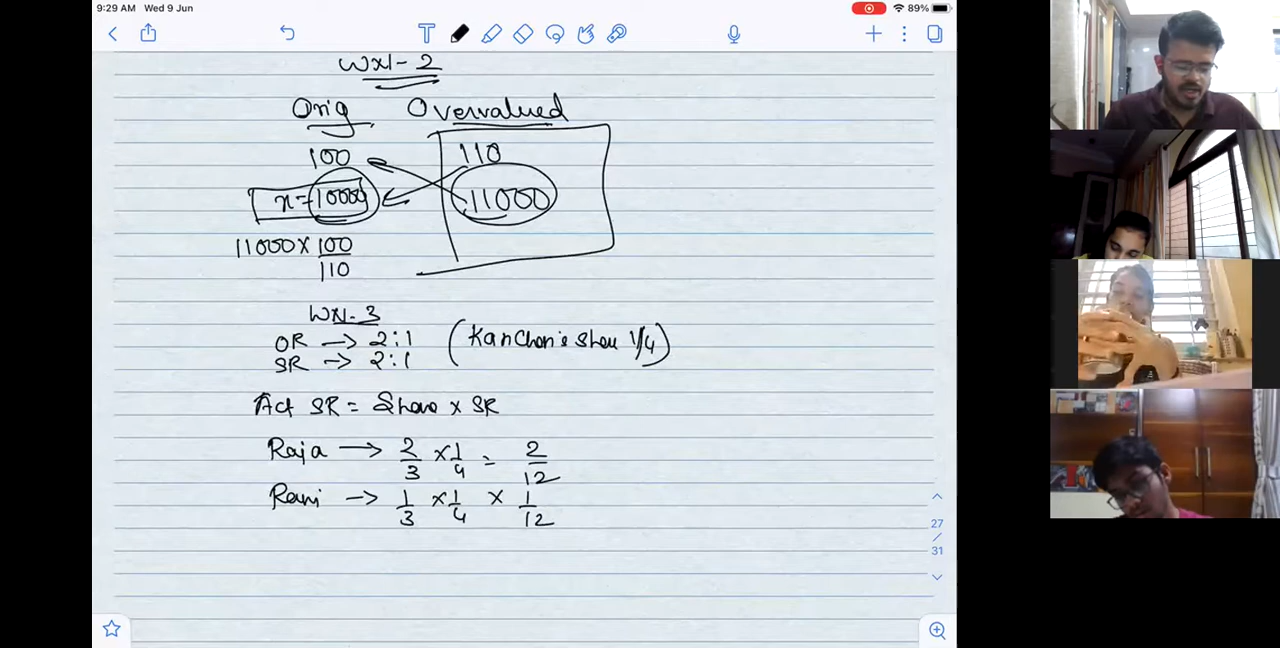 9:29 AM Wed 9 Jun
89%
WN-2
Orig Overvalued
100 110
x=10000 11000
11000 × 100
110
WN-3
OR → 2:1 (Kanchan's Share 1/4)
SR → 2:1
Act SR = Share × SR
Raja → 2/3 × 1/4 = 2/12
Rani → 1/3 × 1/4 × 1/12
27
/
31